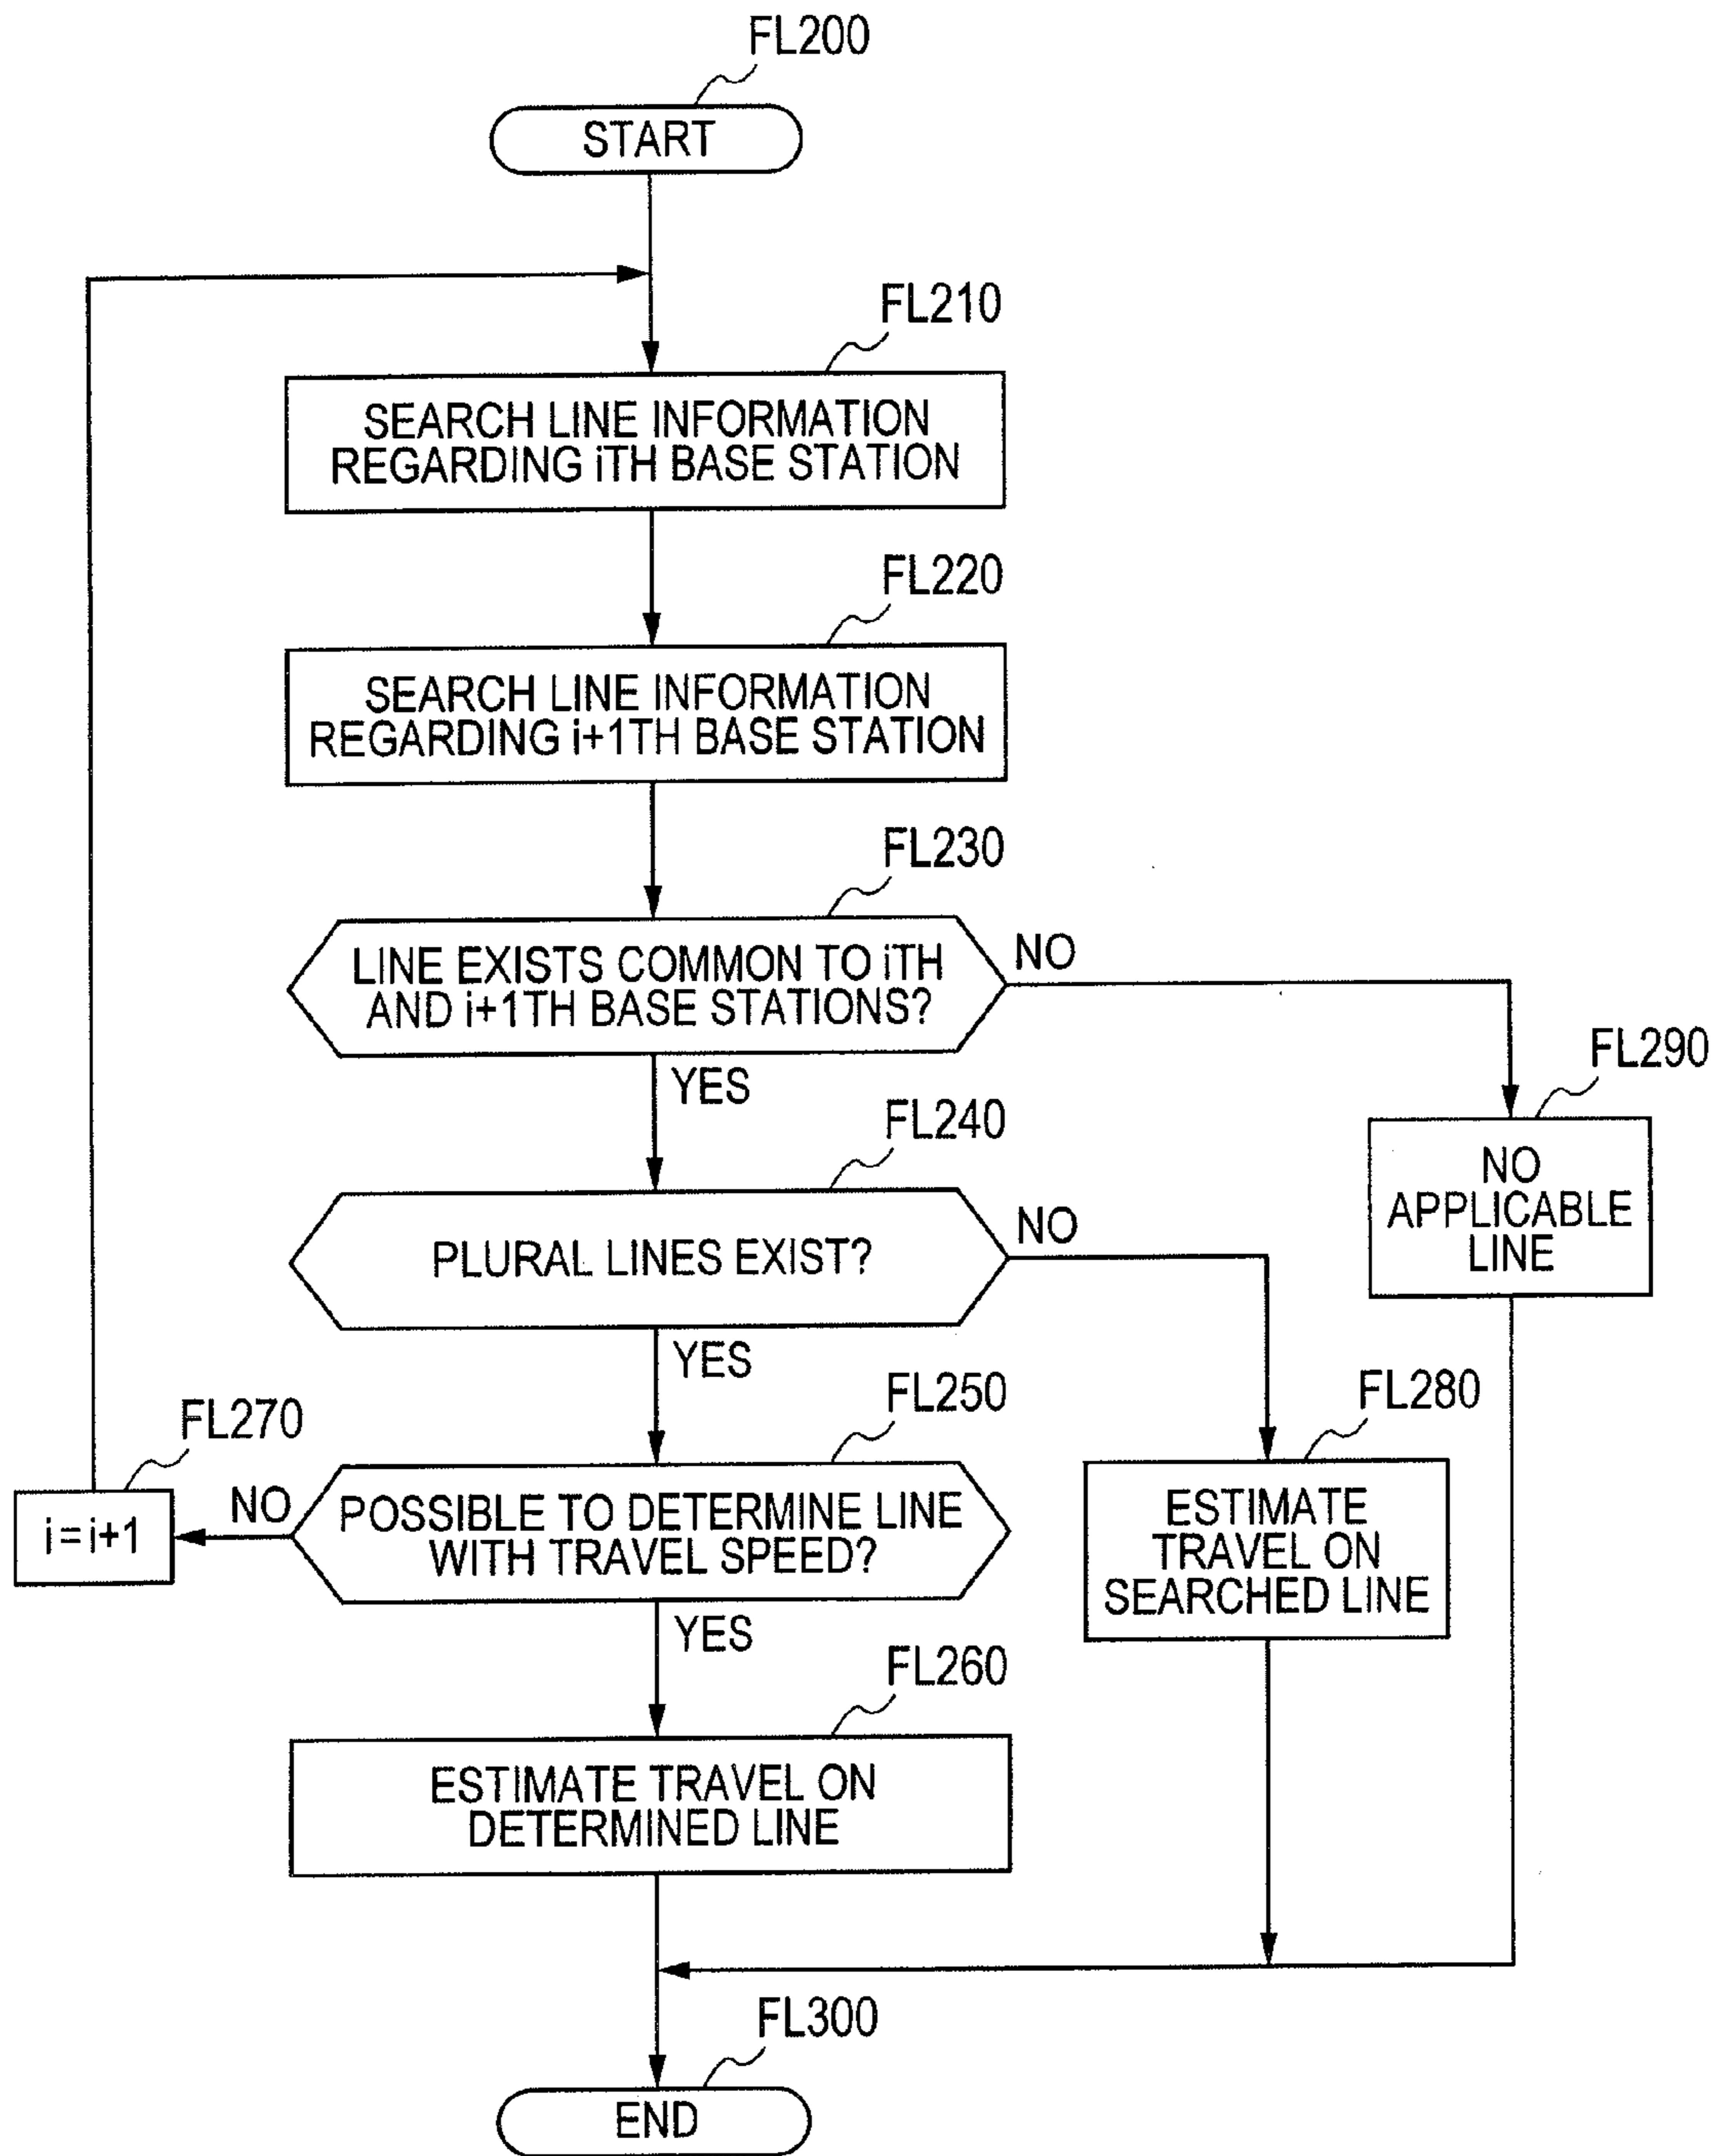 FL200
START
FL210
SEARCH LINE INFORMATION
REGARDING iTH BASE STATION
FL220
SEARCH LINE INFORMATION
REGARDING i+1TH BASE STATION
FL230
LINE EXISTS COMMON TO iTH
AND i+1TH BASE STATIONS?
NO
YES
FL290
NO
APPLICABLE
LINE
FL240
PLURAL LINES EXIST?
NO
YES
FL280
ESTIMATE
TRAVEL ON
SEARCHED LINE
FL250
POSSIBLE TO DETERMINE LINE
WITH TRAVEL SPEED?
NO
FL270
i=i+1
YES
FL260
ESTIMATE TRAVEL ON
DETERMINED LINE
FL300
END